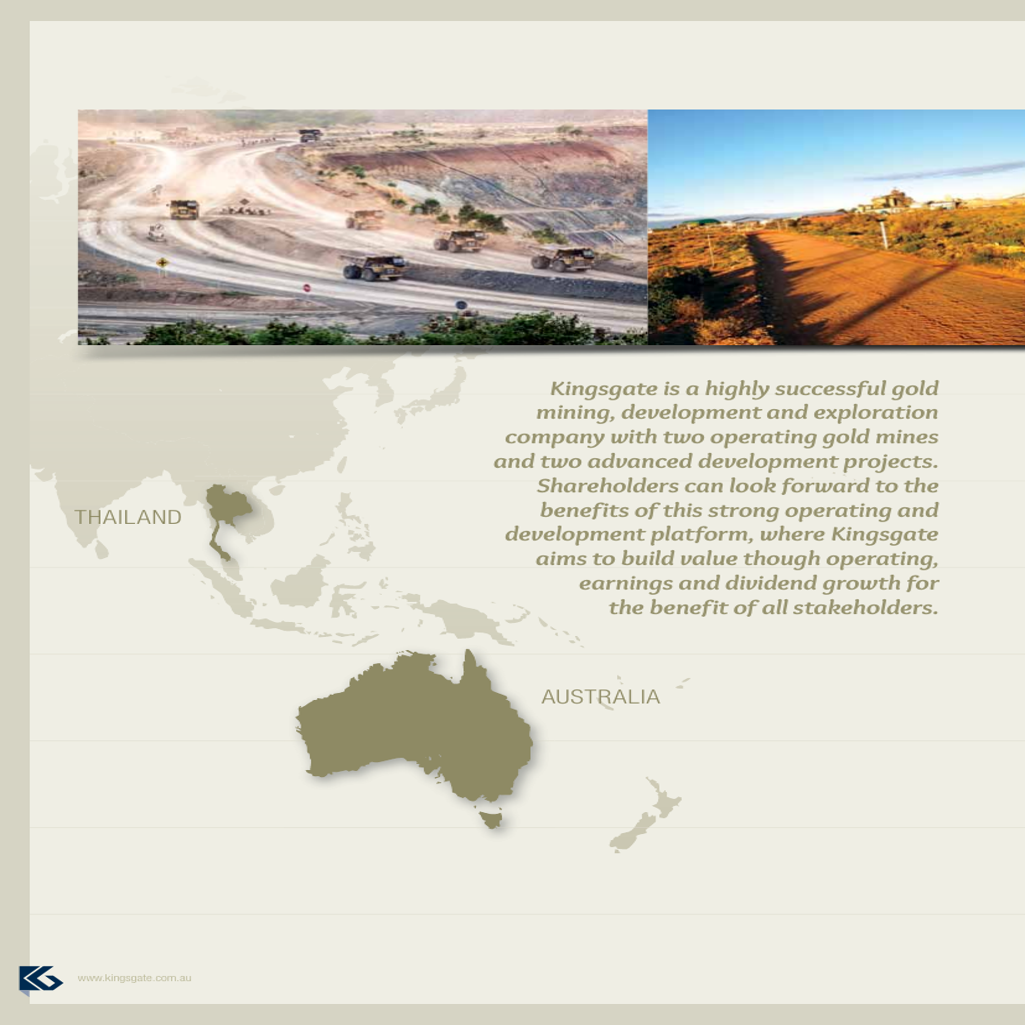 Kingsgate is a highly successful gold
mining, development and exploration
company with two operating gold mines
and two advanced development projects.
Shareholders can look forward to the
benefits of this strong operating and
development platform, where Kingsgate
aims to build value though operating,
earnings and dividend growth for
the benefit of all stakeholders.
THAILAND
AUSTRALIA
www.kingsgate.com.au